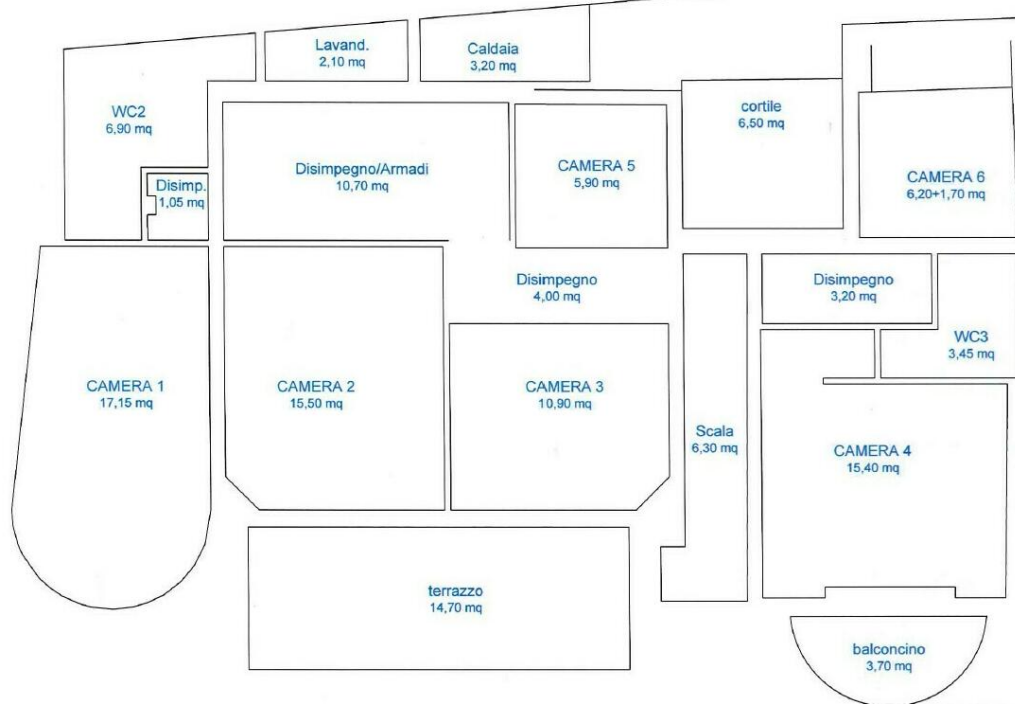 Lavand.
2,10 mq
Caldaia
3,20 mq
WC2
6,90 mq
cortile
6,50 mq
Disimpegno/Armadi
10,70 mq
CAMERA 5
5,90 mq
CAMERA 6
6,20+1,70 mq
Disimp.
1,05 mq
Disimpegno
4,00 mq
Disimpegno
3,20 mq
WC3
3,45 mq
CAMERA 1
17,15 mq
CAMERA 2
15,50 mq
CAMERA 3
10,90 mq
Scala
6,30 mq
CAMERA 4
15,40 mq
terrazzo
14,70 mq
balconcino
3,70 mq